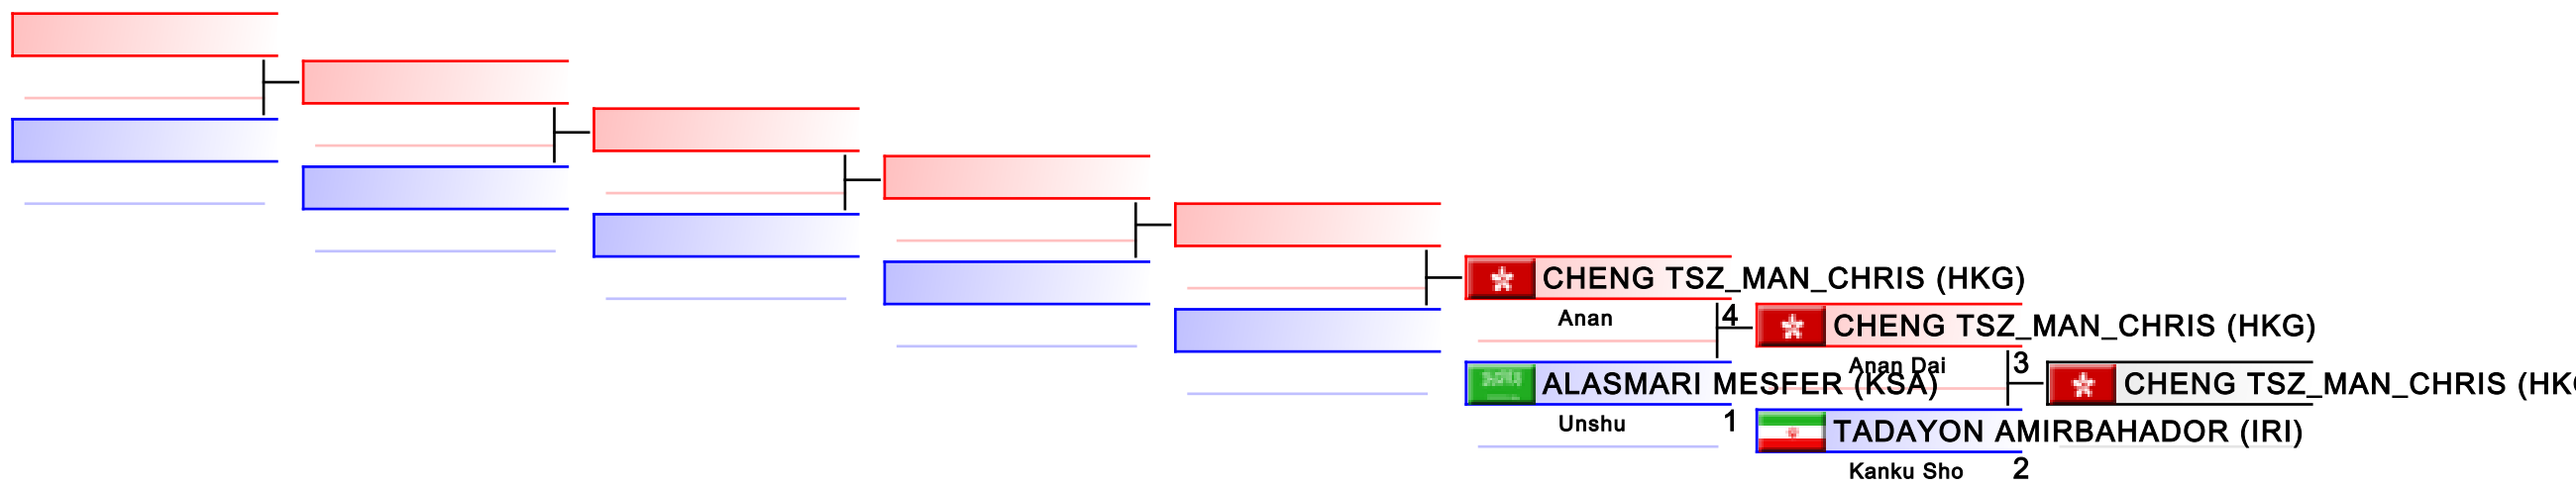 CHENG TSZ_MAN_CHRIS (HKG)
Anan 4
CHENG TSZ_MAN_CHRIS (HKG)
Anan Dai 3
ALASMARI MESFER (KSA)
Unshu 1
CHENG TSZ_MAN_CHRIS (HK
TADAYON AMIRBAHADOR (IRI)
Kanku Sho 2